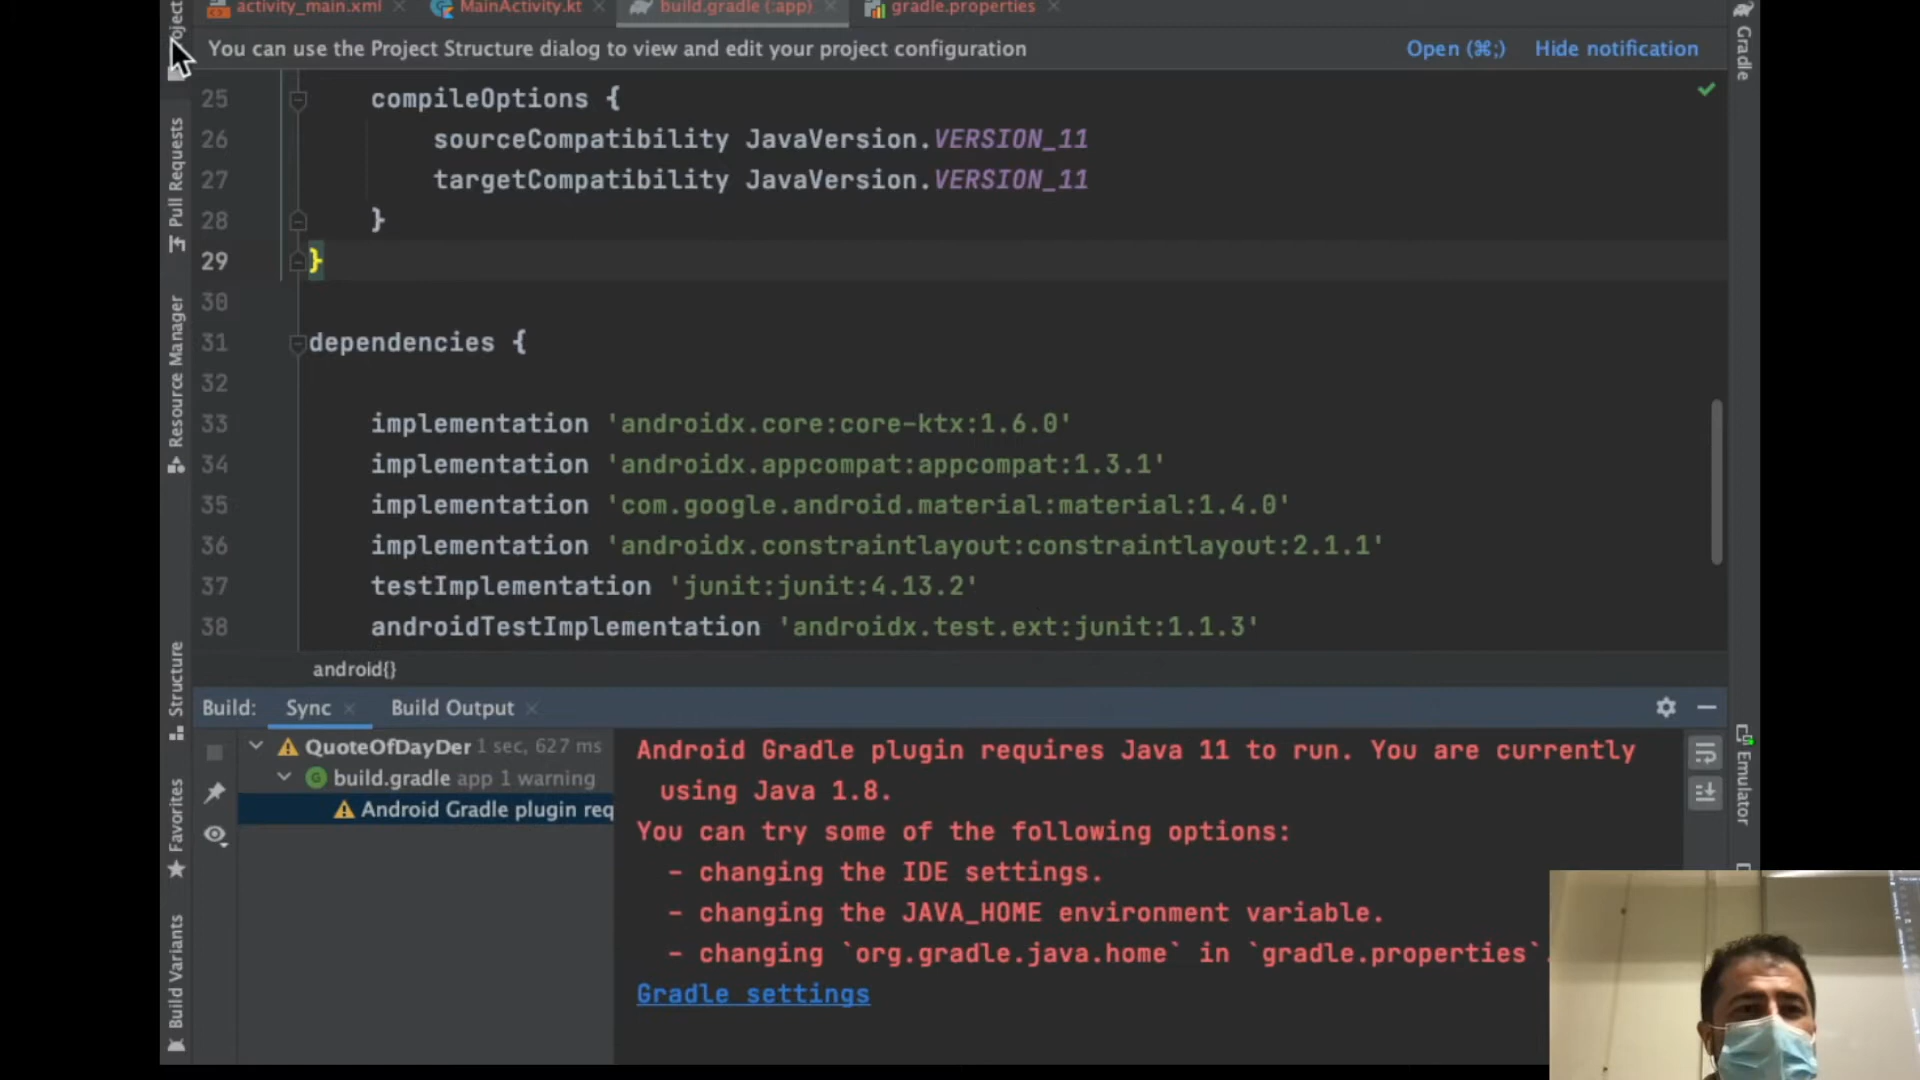 activity_main.xml MainActivity.kt build.gradle (:app) gradle.properties
You can use the Project Structure dialog to view and edit your project configuration Open (⌘;) Hide notification
Gradle
Pull Requests
Resource Manager
Structure
Favorites
Build Variants
Emulator
25 compileOptions {
26 sourceCompatibility JavaVersion.VERSION_11
27 targetCompatibility JavaVersion.VERSION_11
28 }
29 }
30
31 dependencies {
32
33 implementation 'androidx.core:core-ktx:1.6.0'
34 implementation 'androidx.appcompat:appcompat:1.3.1'
35 implementation 'com.google.android.material:material:1.4.0'
36 implementation 'androidx.constraintlayout:constraintlayout:2.1.1'
37 testImplementation 'junit:junit:4.13.2'
38 androidTestImplementation 'androidx.test.ext:junit:1.1.3'
android{}
Build: Sync Build Output
QuoteOfDayDer 1 sec, 627 ms
build.gradle app 1 warning
Android Gradle plugin req
Android Gradle plugin requires Java 11 to run. You are currently
using Java 1.8.
You can try some of the following options:
- changing the IDE settings.
- changing the JAVA_HOME environment variable.
- changing `org.gradle.java.home` in `gradle.properties`.
Gradle settings